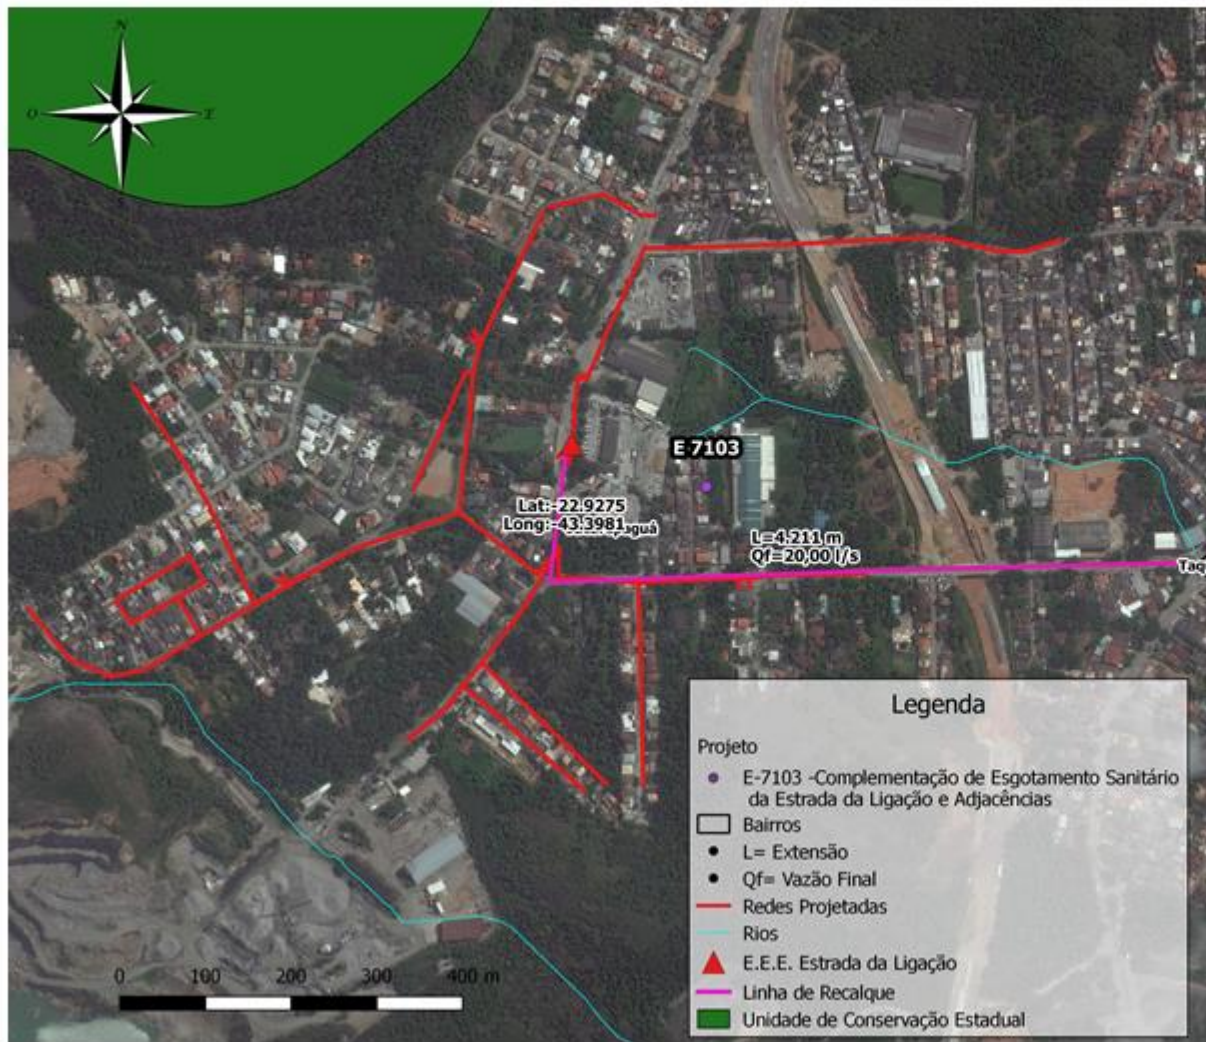 N
O
E
S
E 7103
Lat:-22.9275
Long:-43.3981
L=4.211 m
Qf=20,00 l/s
Taq
Legenda
Projeto
E-7103 -Complementação de Esgotamento Sanitário
da Estrada da Ligação e Adjacências
Bairros
L= Extensão
Qf= Vazão Final
Redes Projetadas
Rios
E.E.E. Estrada da Ligação
Linha de Recalque
Unidade de Conservação Estadual
0 100 200 300 400 m